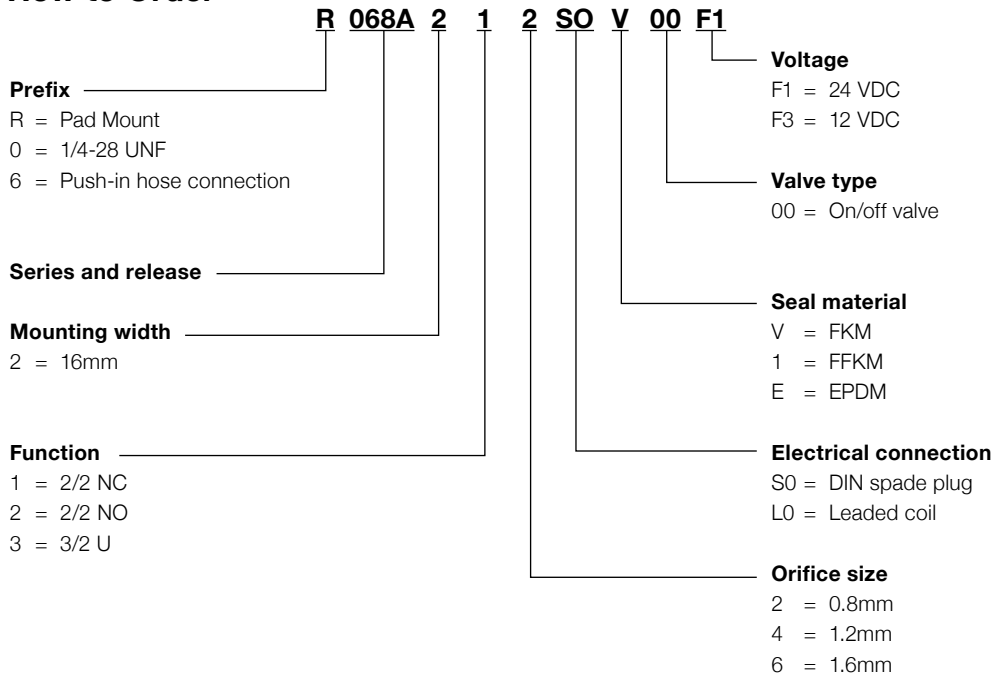 R 068A 2 1 2 SO V 00 F1
Prefix
R = Pad Mount
0 = 1/4-28 UNF
6 = Push-in hose connection
Series and release
Mounting width
2 = 16mm
Function
1 = 2/2 NC
2 = 2/2 NO
3 = 3/2 U
Voltage
F1 = 24 VDC
F3 = 12 VDC
Valve type
00 = On/off valve
Seal material
V = FKM
1 = FFKM
E = EPDM
Electrical connection
S0 = DIN spade plug
L0 = Leaded coil
Orifice size
2 = 0.8mm
4 = 1.2mm
6 = 1.6mm